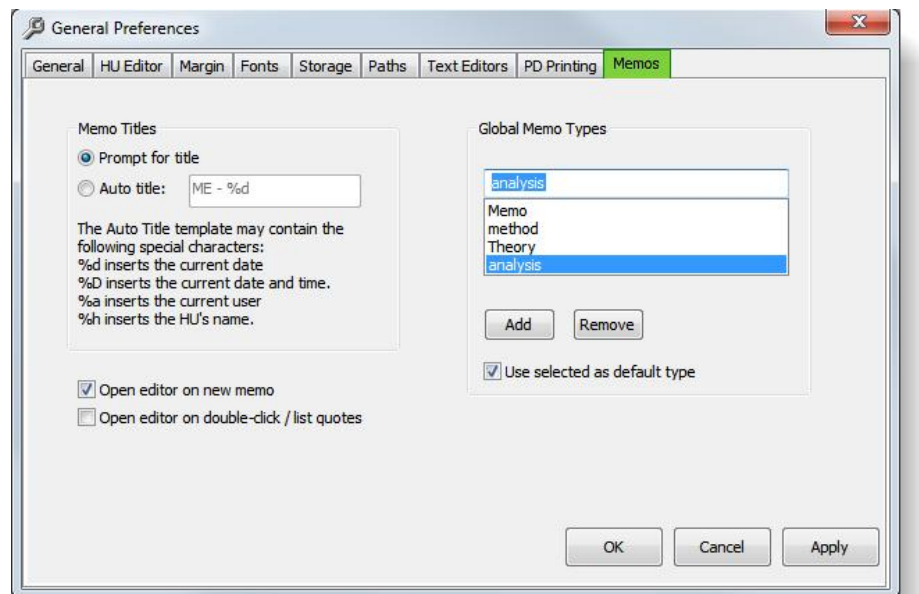 General Preferences
General HU Editor Margin Fonts Storage Paths Text Editors PD Printing Memos
Memo Titles
Prompt for title
Auto title: ME - %d
The Auto Title template may contain the
following special characters:
%d inserts the current date
%D inserts the current date and time.
%a inserts the current user
%h inserts the HU's name.
Open editor on new memo
Open editor on double-click / list quotes
Global Memo Types
analysis
Memo
method
Theory
analysis
Add Remove
Use selected as default type
OK Cancel Apply